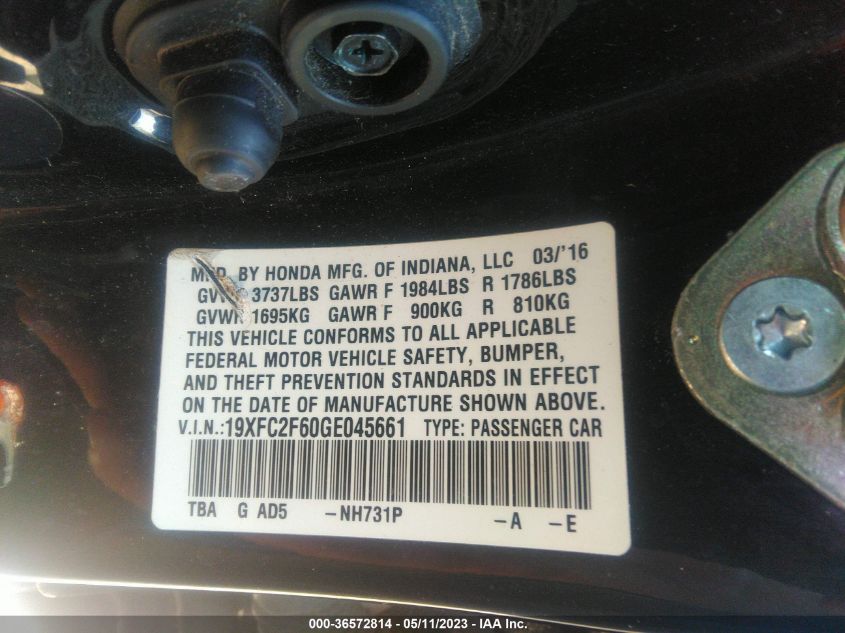 MFD. BY HONDA MFG. OF INDIANA, LLC 03/'16
GVWR 3737LBS GAWR F 1984LBS R 1786LBS
GVWR 1695KG GAWR F 900KG R 810KG
THIS VEHICLE CONFORMS TO ALL APPLICABLE
FEDERAL MOTOR VEHICLE SAFETY, BUMPER,
AND THEFT PREVENTION STANDARDS IN EFFECT
ON THE DATE OF MANUFACTURE SHOWN ABOVE.
V.I.N.:19XFC2F60GE045661 TYPE: PASSENGER CAR
TBA G AD5 -NH731P -A -E
000-36572814 - 05/11/2023 - IAA Inc.